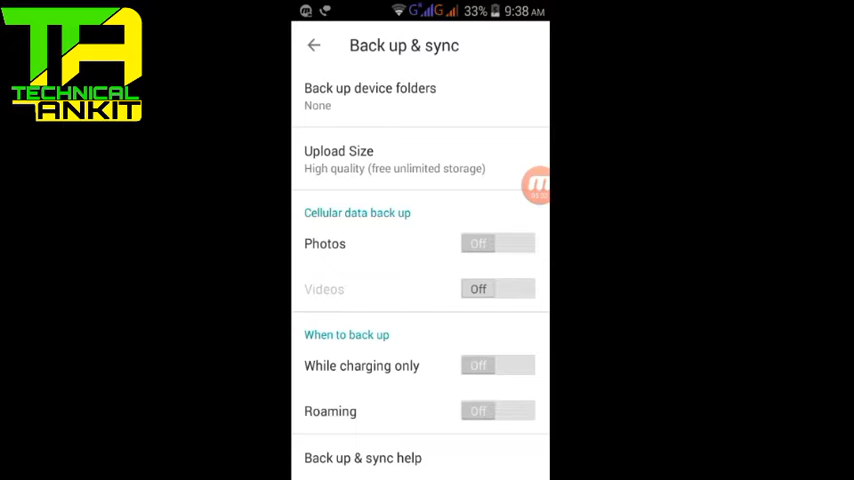 TA
TECHNICAL
ANKIT
33% 9:38 AM
Back up & sync
Back up device folders
None
Upload Size
High quality (free unlimited storage)
Cellular data back up
Photos Off
Videos Off
When to back up
While charging only Off
Roaming Off
Back up & sync help